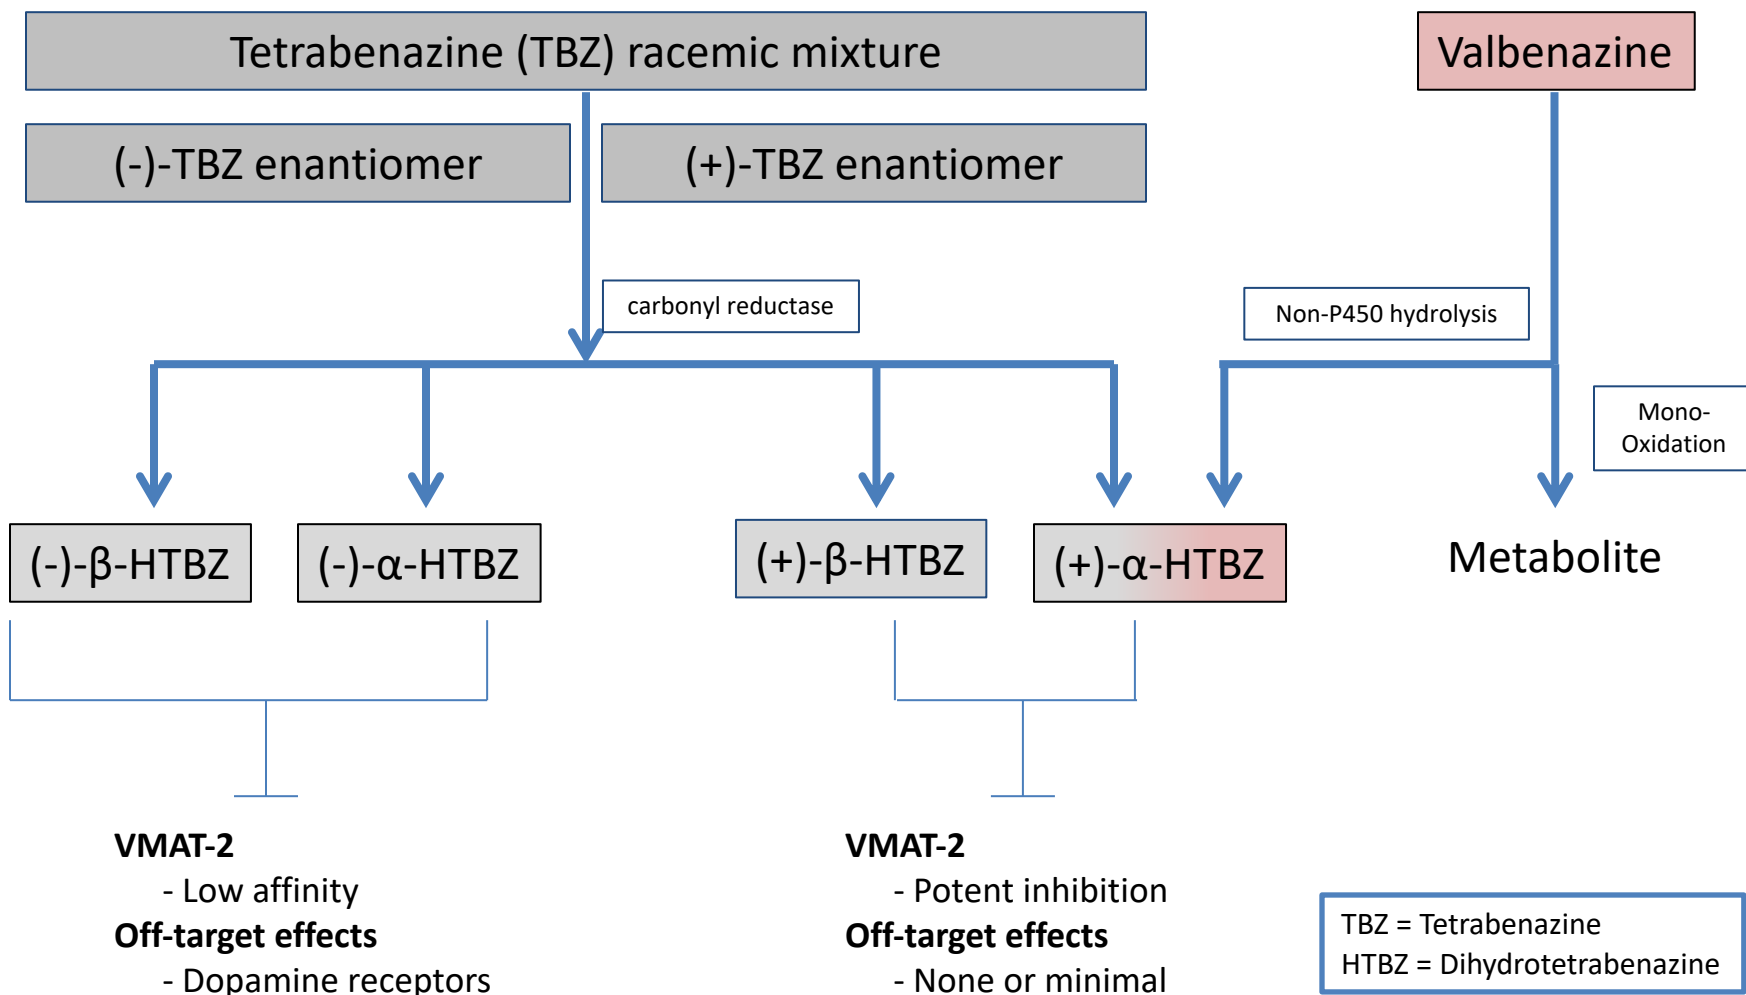 Tetrabenazine (TBZ) racemic mixture
Valbenazine
(-)-TBZ enantiomer
(+)-TBZ enantiomer
carbonyl reductase
Non-P450 hydrolysis
Mono-
Oxidation
(-)-β-HTBZ
(-)-α-HTBZ
(+)-β-HTBZ
(+)-α-HTBZ
Metabolite
VMAT-2
- Low affinity
Off-target effects
- Dopamine receptors
VMAT-2
- Potent inhibition
Off-target effects
- None or minimal
TBZ = Tetrabenazine
HTBZ = Dihydrotetrabenazine